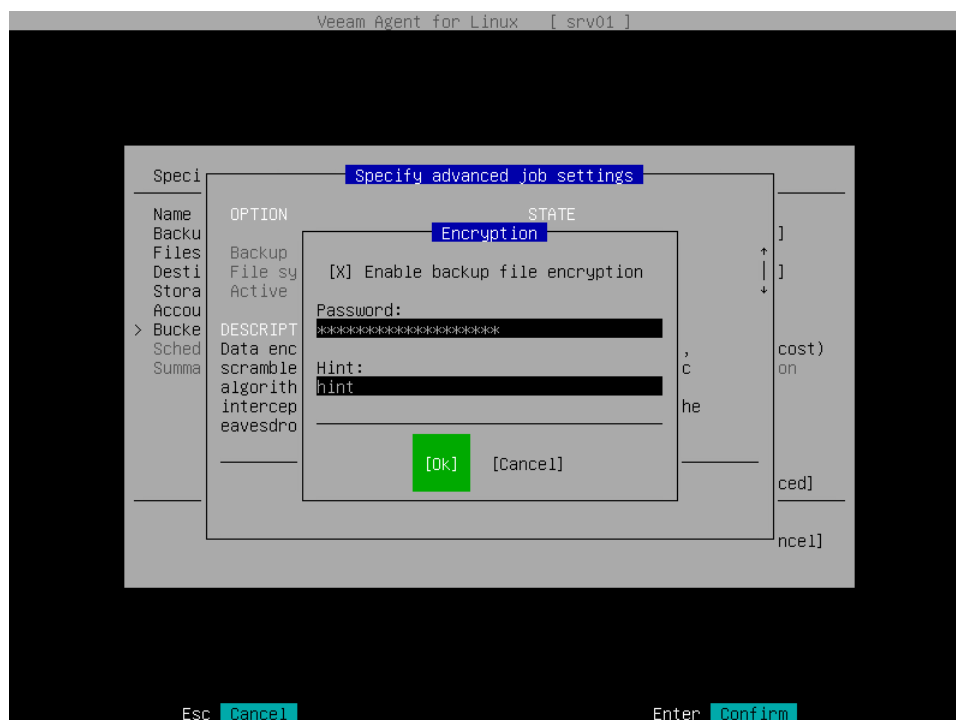 Veeam Agent for Linux [ srv01 ]
Speci
Specify advanced job settings
Name
OPTION
STATE
Backu
Encryption
]
Files
Backup
Desti
File sy
[X] Enable backup file encryption
]
Stora
Active
Accou
Password:
> Bucke
DESCRIPT
********************
Sched
Data enc
,
cost)
Summa
scramble
Hint:
c
on
algorith
hint
intercep
he
eavesdro
[Ok]
[Cancel]
ced]
ncel]
Esc Cancel
Enter Confirm